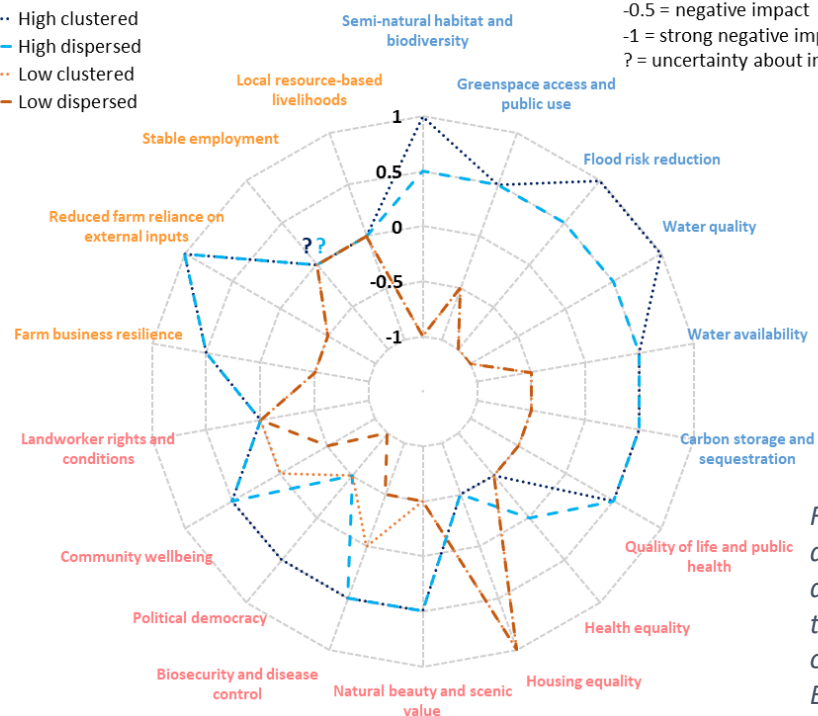 High clustered
High dispersed
Low clustered
Low dispersed
-0.5 = negative impact
-1 = strong negative imp
? = uncertainty about in
Semi-natural habitat and
biodiversity
Local resource-based
livelihoods
Greenspace access and
public use
Stable employment
Flood risk reduction
Reduced farm reliance on
external inputs
Water quality
Farm business resilience
Water availability
Landworker rights and
conditions
Carbon storage and
sequestration
Community wellbeing
Quality of life and public
health
Political democracy
Health equality
Biosecurity and disease
control
Natural beauty and scenic
value
Housing equality
1
0.5
0
-0.5
-1
??